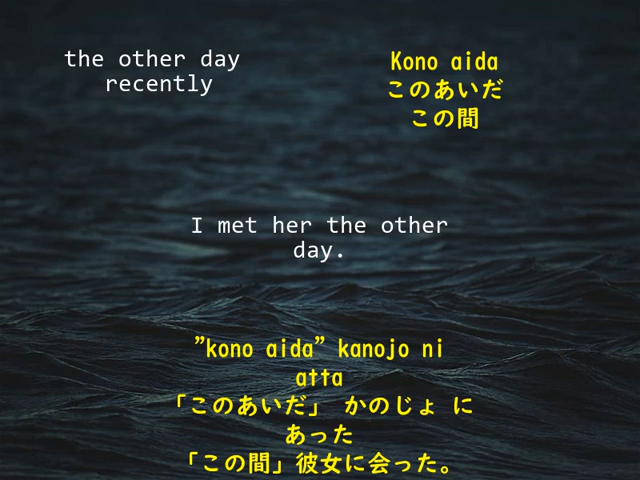 the other day
recently
Kono aida
このあいだ
この間
I met her the other
day.
”kono aida” kanojo ni
atta
「このあいだ」 かのじょ に
あった
「この間」彼女に会った。